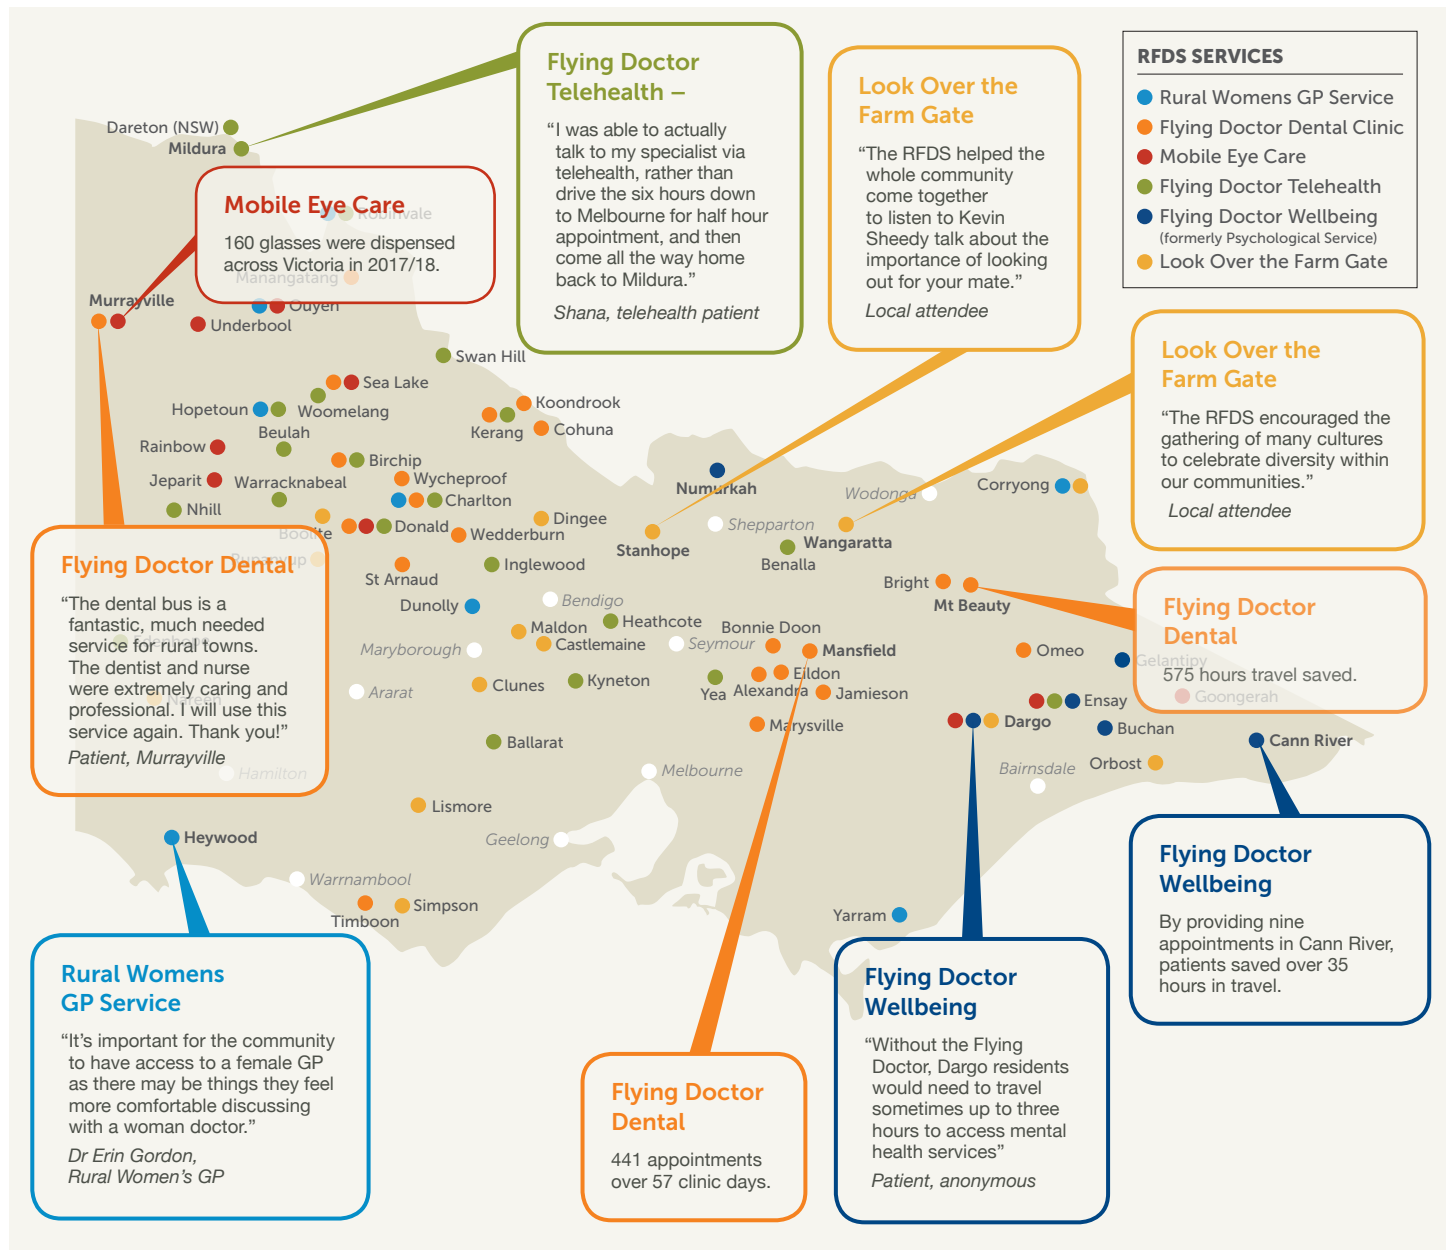 Flying Doctor
Telehealth –
“I was able to actually
talk to my specialist via
telehealth, rather than
drive the six hours down
to Melbourne for half hour
appointment, and then
come all the way home
back to Mildura.”
Shana, telehealth patient
Look Over the
Farm Gate
“The RFDS helped the
whole community
come together
to listen to Kevin
Sheedy talk about the
importance of looking
out for your mate.”
Local attendee
RFDS SERVICES
Rural Womens GP Service
Flying Doctor Dental Clinic
Mobile Eye Care
Flying Doctor Telehealth
Flying Doctor Wellbeing
(formerly Psychological Service)
Look Over the Farm Gate
Dareton (NSW)
Mildura
Mobile Eye Care
160 glasses were dispensed
across Victoria in 2017/18.
Robinvale
Manangatang
Murrayville
Ouyen
Underbool
Swan Hill
Sea Lake
Hopetoun
Woomelang
Koondrook
Kerang
Cohuna
Beulah
Rainbow
Birchip
Jeparit
Warracknabeal
Wycheproof
Charlton
Nhill
Boolite
Donald
Dingee
Wedderburn
Rupanyup
St Arnaud
Inglewood
Dunolly
Bendigo
Numurkah
Shepparton
Stanhope
Wodonga
Wangaratta
Benalla
Corryong
Bright
Mt Beauty
Look Over the
Farm Gate
“The RFDS encouraged the
gathering of many cultures
to celebrate diversity within
our communities.”
Local attendee
Flying Doctor Dental
“The dental bus is a
fantastic, much needed
service for rural towns.
The dentist and nurse
were extremely caring and
professional. I will use this
service again. Thank you!”
Patient, Murrayville
Edenhope
Nareen
Hamilton
Maldon
Heathcote
Castlemaine
Maryborough
Seymour
Bonnie Doon
Mansfield
Ararat
Clunes
Kyneton
Yea
Alexandra
Eildon
Jamieson
Marysville
Ballarat
Melbourne
Lismore
Geelong
Heywood
Warrnambool
Timboon
Simpson
Flying Doctor
Dental
575 hours travel saved.
Omeo
Gelantipy
Goongerah
Ensay
Dargo
Buchan
Cann River
Bairnsdale
Orbost
Yarram
Rural Womens
GP Service
“It’s important for the community
to have access to a female GP
as there may be things they feel
more comfortable discussing
with a woman doctor.”
Dr Erin Gordon,
Rural Women’s GP
Flying Doctor
Dental
441 appointments
over 57 clinic days.
Flying Doctor
Wellbeing
“Without the Flying
Doctor, Dargo residents
would need to travel
sometimes up to three
hours to access mental
health services”
Patient, anonymous
Flying Doctor
Wellbeing
By providing nine
appointments in Cann River,
patients saved over 35
hours in travel.